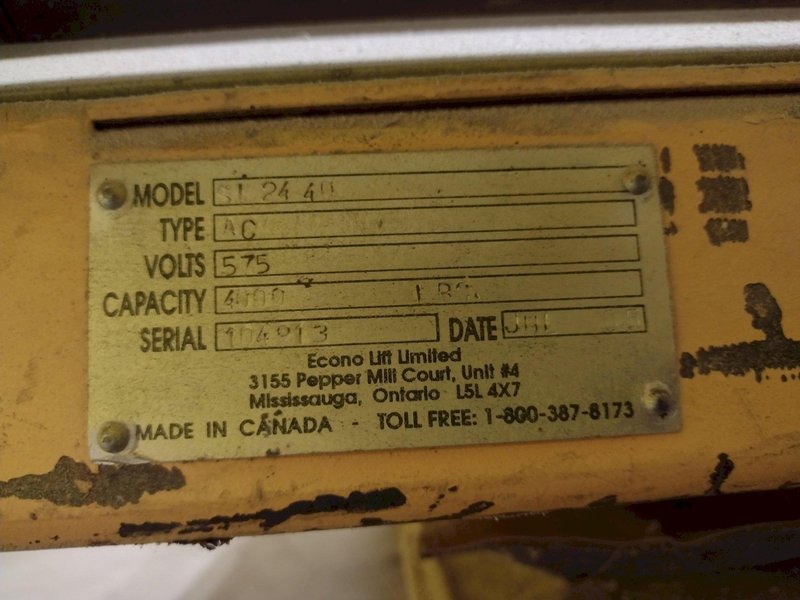 MODEL SL 24 40
TYPE AC
VOLTS 575
CAPACITY 4000 LBS.
SERIAL 104913 DATE
Econo Lift Limited
3155 Pepper Mill Court, Unit #4
Mississauga, Ontario L5L 4X7
MADE IN CANADA - TOLL FREE: 1-800-387-8173